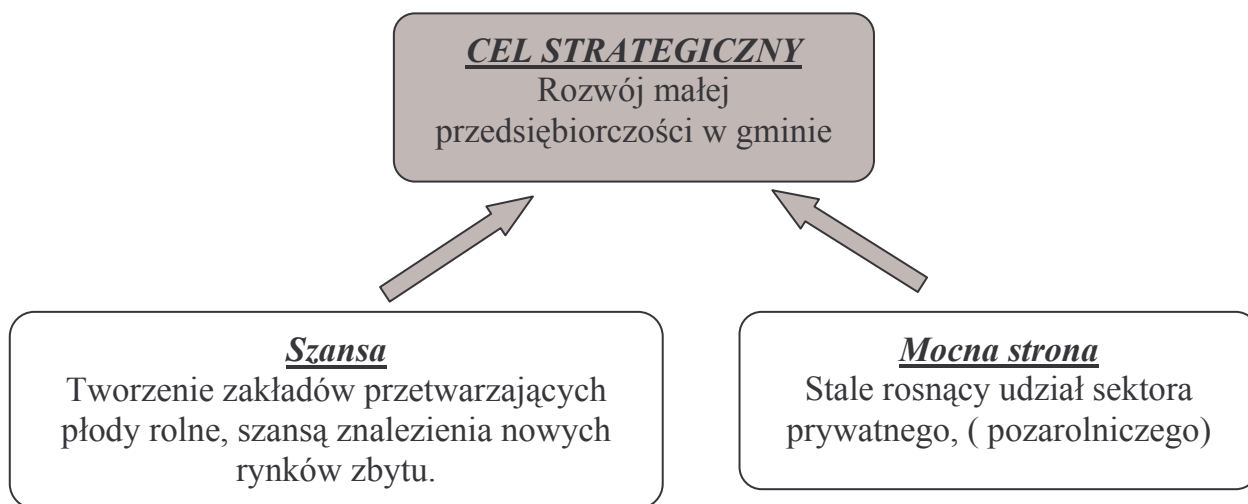 CEL STRATEGICZNY
Rozwój małej
przedsiębiorczości w gminie
Szansa
Tworzenie zakładów przetwarzających
płody rolne, szansą znalezienia nowych
rynków zbytu.
Mocna strona
Stale rosnący udział sektora
prywatnego, ( pozarolniczego)